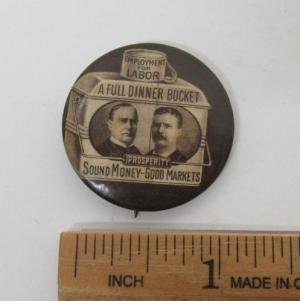 EMPLOYMENT
FOR
LABOR
A FULL DINNER BUCKET
PROSPERITY
SOUND MONEY-GOOD MARKETS
INCH
1
MADE IN